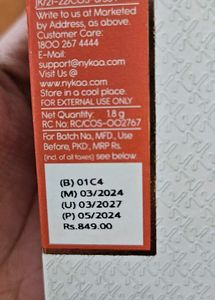 Write to us at Marketed
by Address, as above.
Customer Care:
1800 267 4444
E-Mail us
support@nykaa.com
Visit Us @
www.nykaa.com
Store in a cool place.
FOR EXTERNAL USE ONLY
Net Quantity: 1.8 g
RC No: RC/COS-002767
For Batch No., MFD., Use
Before, PKD., MRP Rs.
(incl. of all taxes) see below
(B) 01C4
(M) 03/2024
(U) 03/2027
(P) 05/2024
Rs.849.00